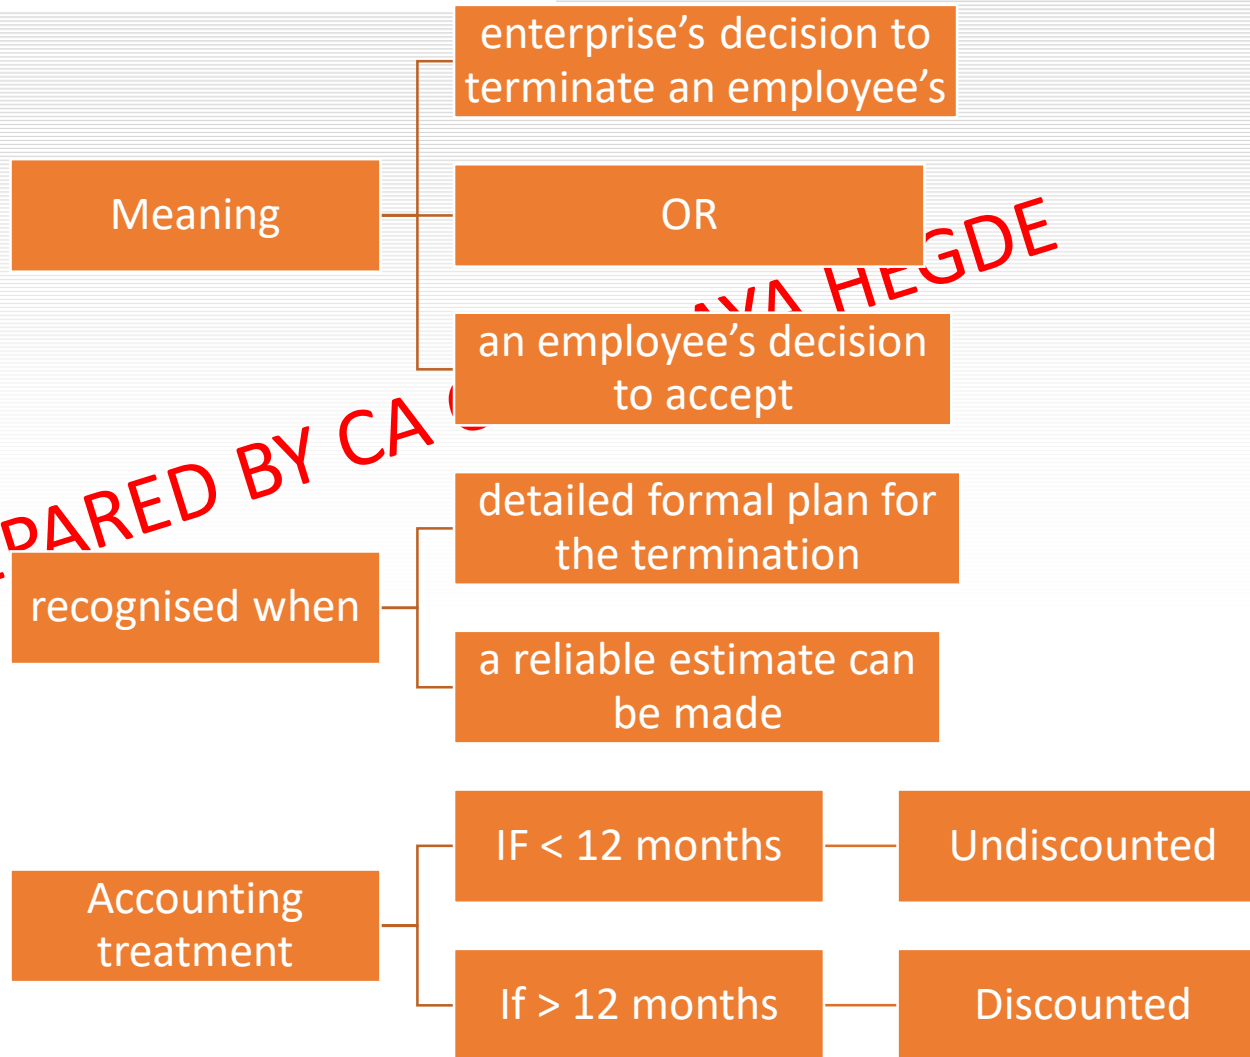 enterprise's decision to
terminate an employee's
Meaning
OR
an employee's decision
to accept
HEGDE
BY CA
detailed formal plan for
the termination
recognised when
a reliable estimate can
be made
Accounting
treatment
IF < 12 months
Undiscounted
If > 12 months
Discounted